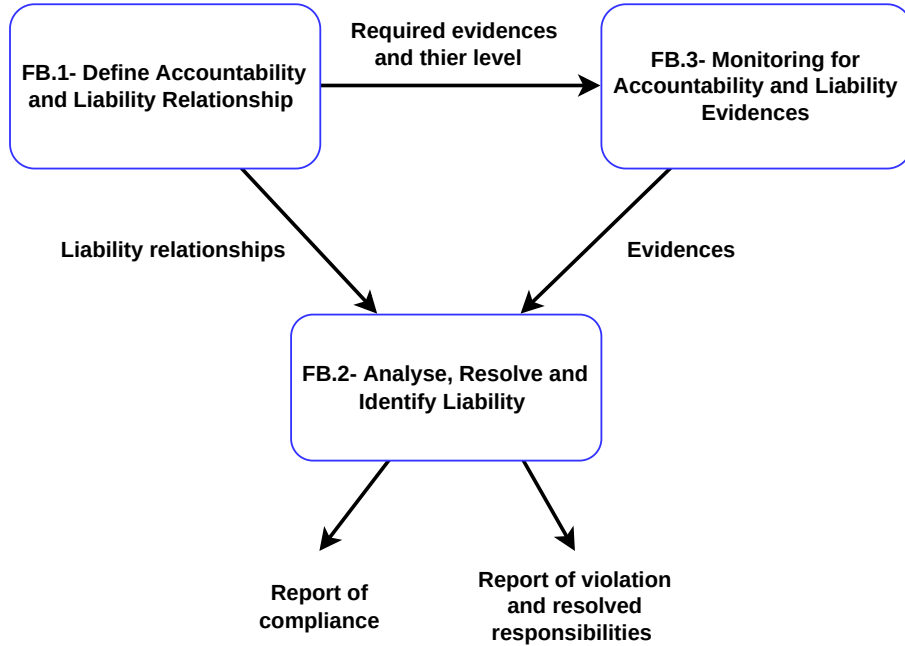 Required evidences
and thier level
FB.1- Define Accountability
and Liability Relationship
FB.3- Monitoring for
Accountability and Liability
Evidences
Liability relationships
Evidences
FB.2- Analyse, Resolve and
Identify Liability
Report of
compliance
Report of violation
and resolved
responsibilities